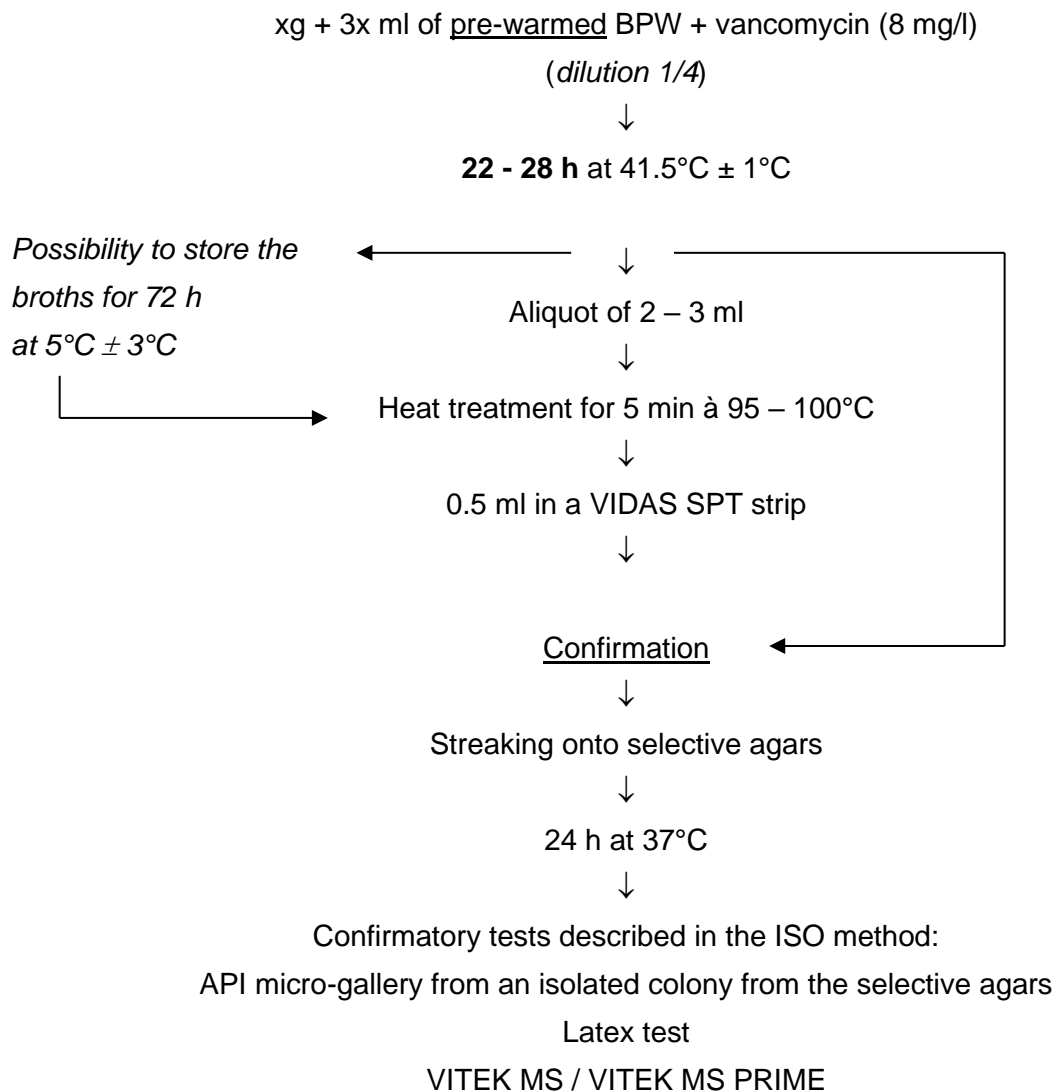 xg + 3x ml of pre-warmed BPW + vancomycin (8 mg/l)
(dilution 1/4)
↓
22 - 28 h at 41.5°C ± 1°C
Possibility to store the
broths for 72 h
at 5°C ± 3°C
↓
Aliquot of 2 – 3 ml
↓
Heat treatment for 5 min à 95 – 100°C
↓
0.5 ml in a VIDAS SPT strip
↓
Confirmation
↓
Streaking onto selective agars
↓
24 h at 37°C
↓
Confirmatory tests described in the ISO method:
API micro-gallery from an isolated colony from the selective agars
Latex test
VITEK MS / VITEK MS PRIME